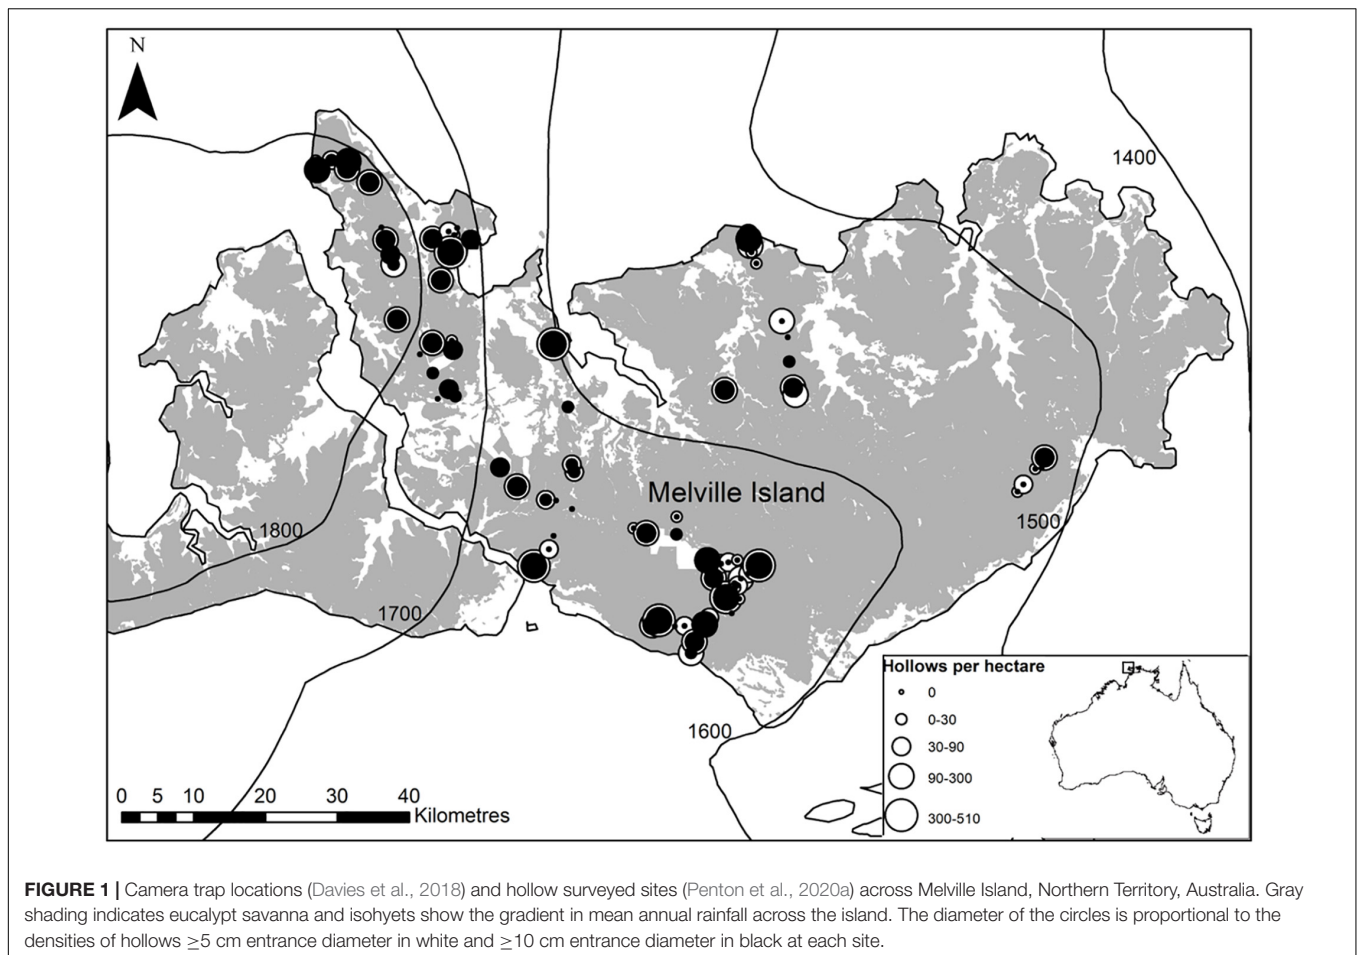 N
1400
Melville Island
1500
1800
1700
1600
Hollows per hectare
0
0-30
30-90
90-300
300-510
0 5 10 20 30 40
Kilometres
FIGURE 1 | Camera trap locations (Davies et al., 2018) and hollow surveyed sites (Penton et al., 2020a) across Melville Island, Northern Territory, Australia. Gray
shading indicates eucalypt savanna and isohyets show the gradient in mean annual rainfall across the island. The diameter of the circles is proportional to the
densities of hollows ≥5 cm entrance diameter in white and ≥10 cm entrance diameter in black at each site.